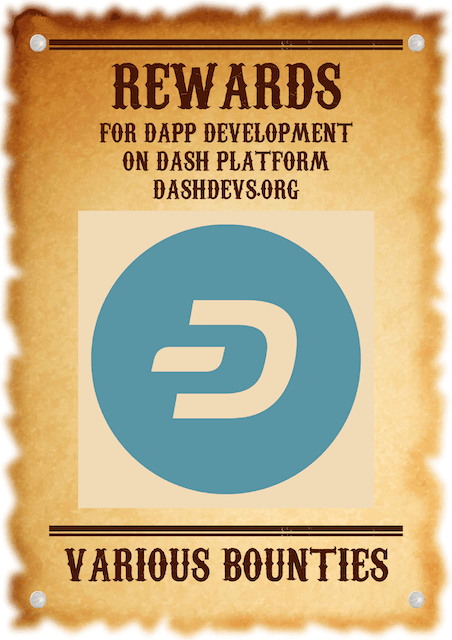 REWARDS
FOR DAPP DEVELOPMENT
ON DASH PLATFORM
DASHDEVS.ORG
VARIOUS BOUNTIES